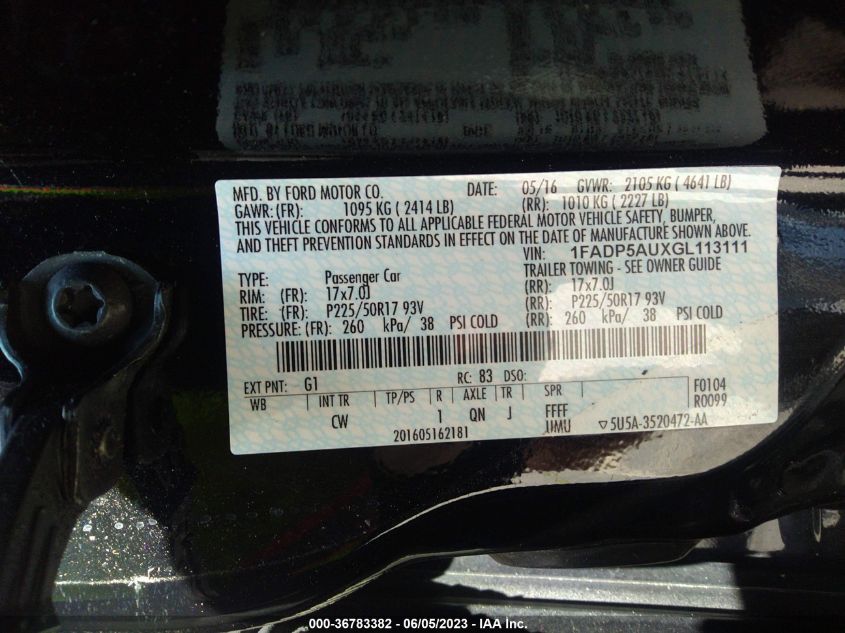 MFD. BY FORD MOTOR CO. DATE: 05/16 GVWR: 2105 KG ( 4641 LB)
GAWR: (FR): 1095 KG ( 2414 LB) (RR): 1010 KG ( 2227 LB)
THIS VEHICLE CONFORMS TO ALL APPLICABLE FEDERAL MOTOR VEHICLE SAFETY, BUMPER,
AND THEFT PREVENTION STANDARDS IN EFFECT ON THE DATE OF MANUFACTURE SHOWN ABOVE.
VIN: 1FADP5AUXGL113111
TYPE: Passenger Car TRAILER TOWING - SEE OWNER GUIDE
RIM: (FR): 17x7.0J (RR): 17x7.0J
TIRE: (FR): P225/50R17 93V (RR): P225/50R17 93V
PRESSURE: (FR): 260 kPa/ 38 PSI COLD (RR): 260 kPa/ 38 PSI COLD
EXT PNT: G1 RC: 83 DSO:
WB INT TR TP/PS R AXLE TR SPR F0104
CW 1 QN J FFFF R0099
201605162181 UMU ▽5U5A-3520472-AA
000-36783382 - 06/05/2023 - IAA Inc.